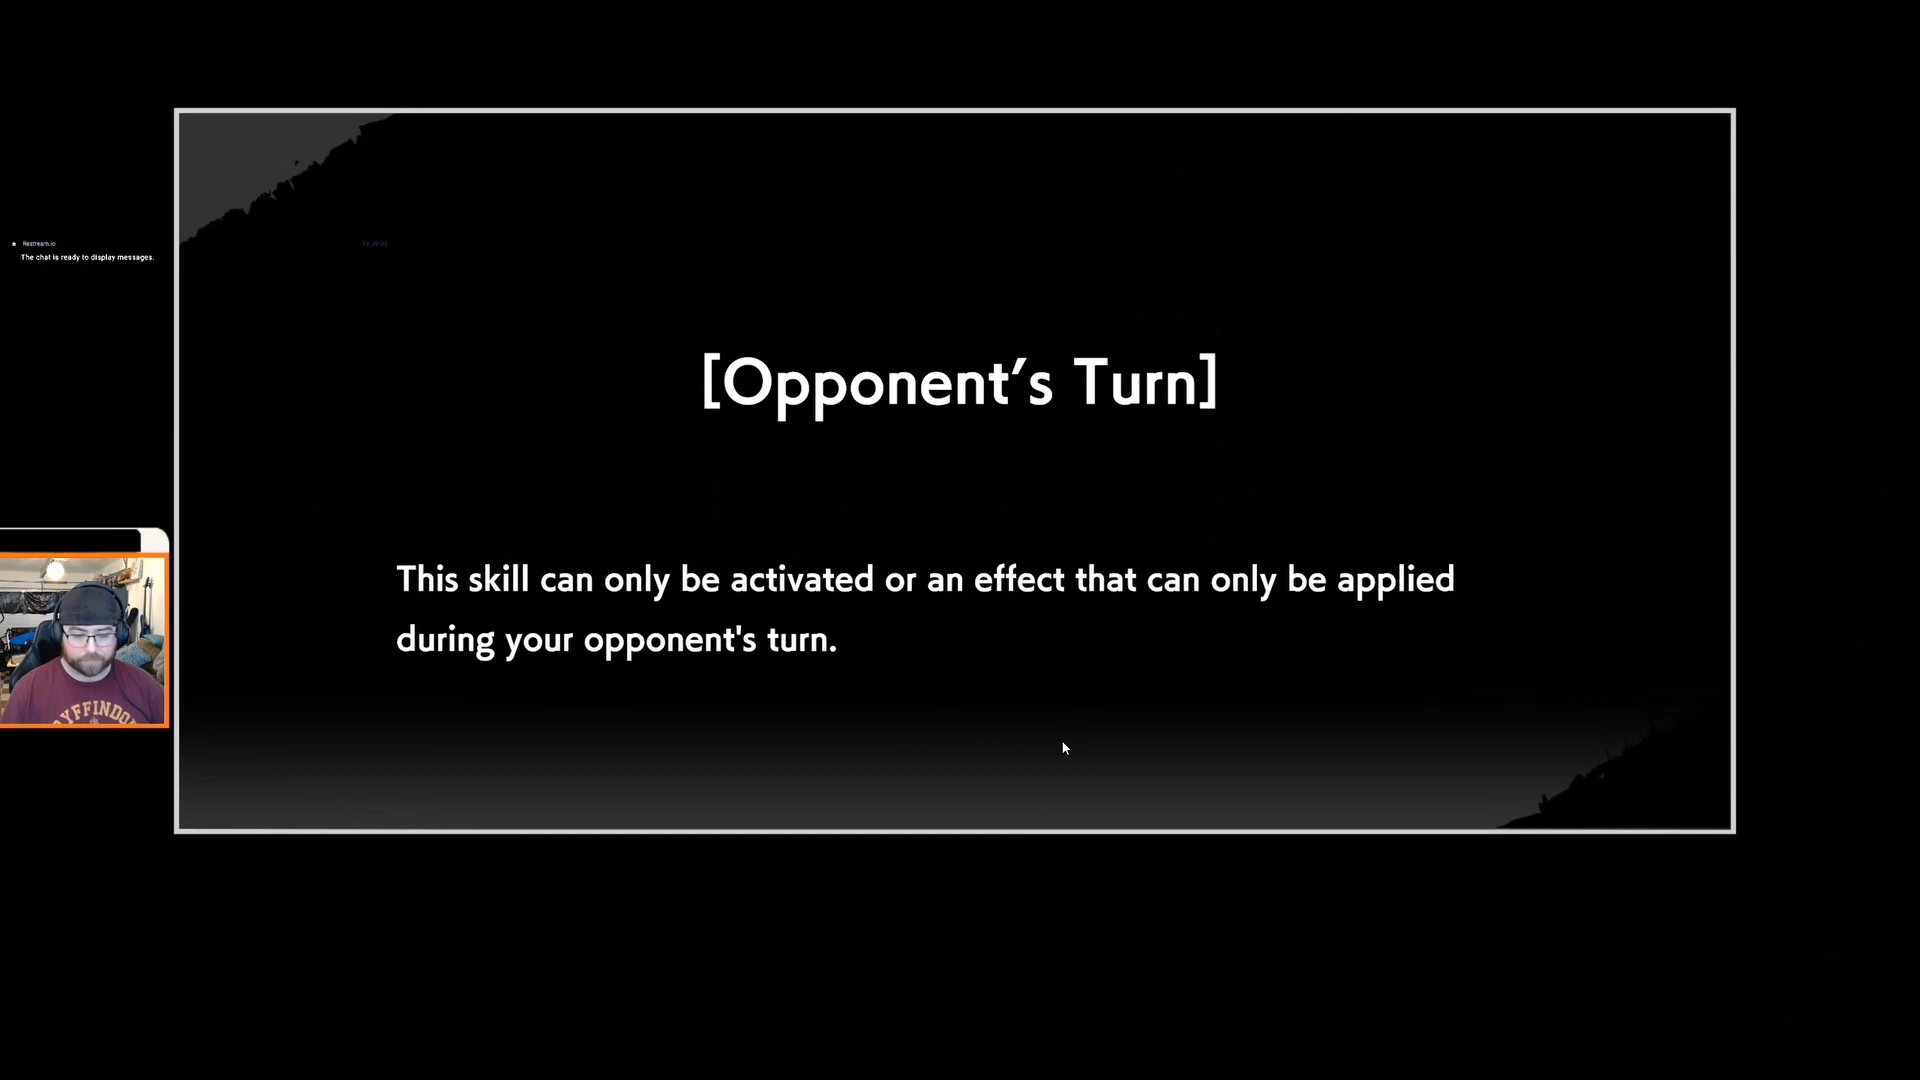 Restream.io
The chat is ready to display messages.
[Opponent’s Turn]
This skill can only be activated or an effect that can only be applied
during your opponent's turn.